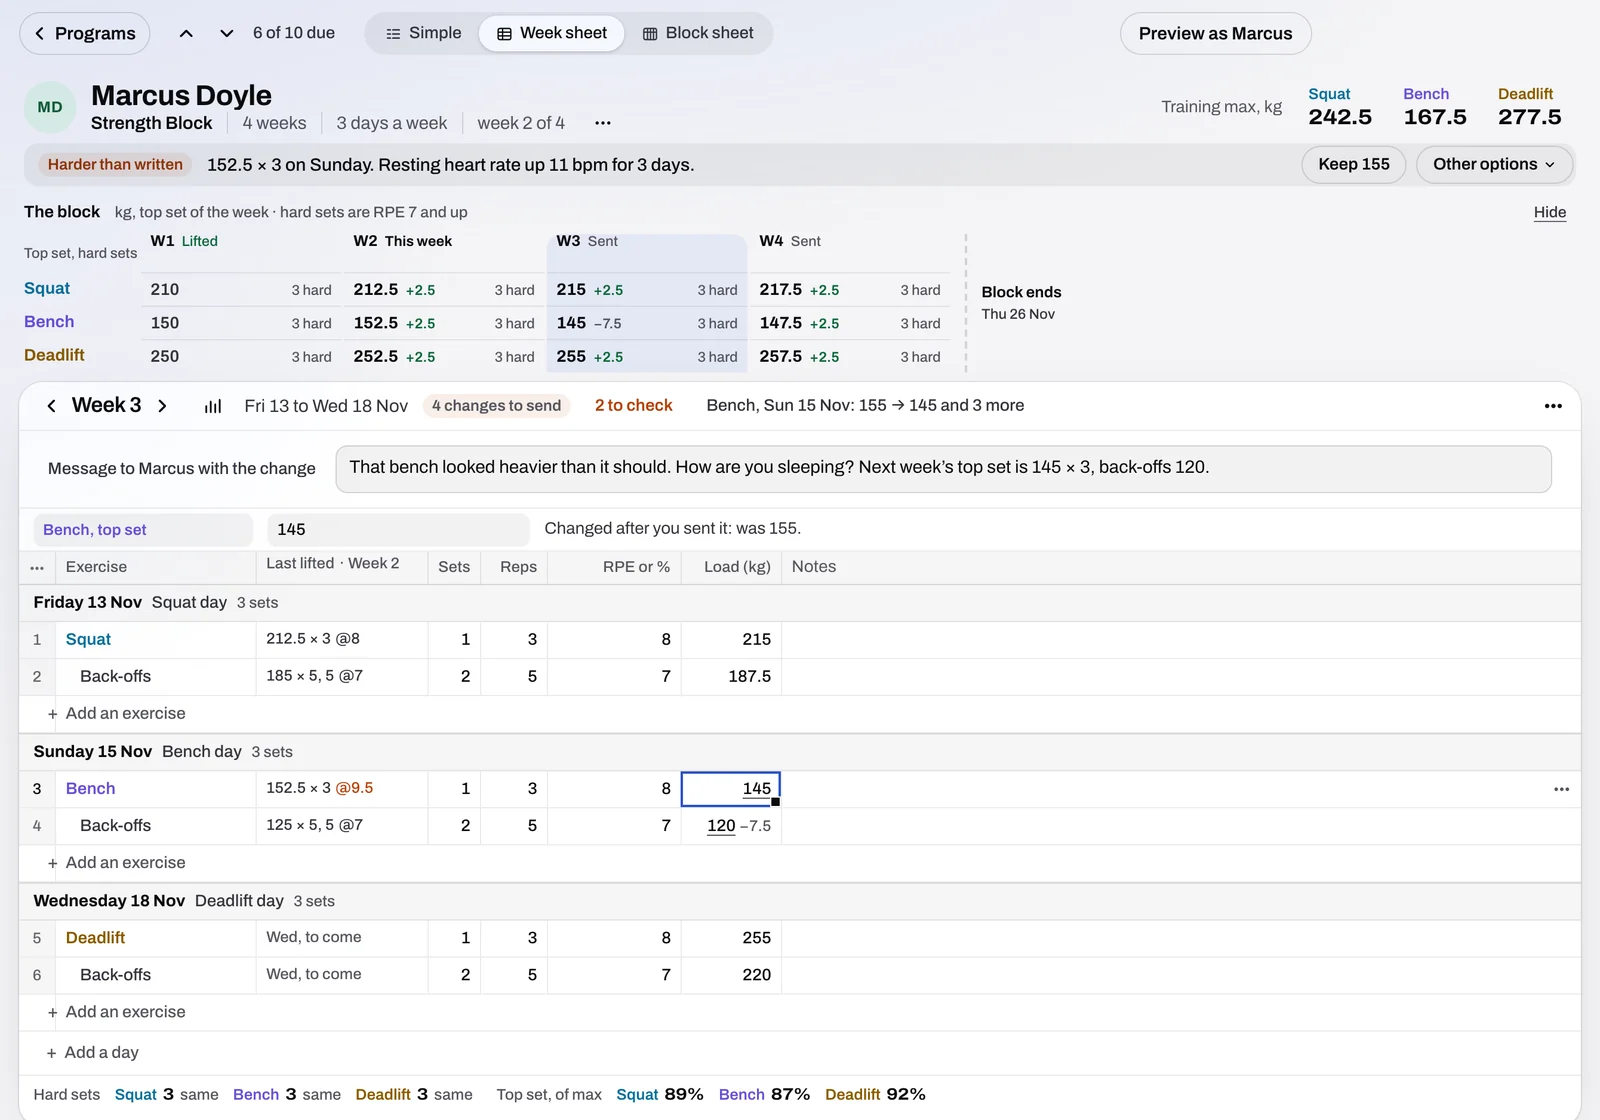 Programs
6 of 10 due
Simple
Week sheet
Block sheet
Preview as Marcus
MD
Marcus Doyle
Strength Block
4 weeks
3 days a week
week 2 of 4
Training max, kg
Squat
242.5
Bench
167.5
Deadlift
277.5
Harder than written
152.5 × 3 on Sunday. Resting heart rate up 11 bpm for 3 days.
Keep 155
Other options
The block kg, top set of the week · hard sets are RPE 7 and up
Hide
Top set, hard sets
W1 Lifted
W2 This week
W3 Sent
W4 Sent
Squat 210 3 hard 212.5 +2.5 3 hard 215 +2.5 3 hard 217.5 +2.5 3 hard
Bench 150 3 hard 152.5 +2.5 3 hard 145 −7.5 3 hard 147.5 +2.5 3 hard
Deadlift 250 3 hard 252.5 +2.5 3 hard 255 +2.5 3 hard 257.5 +2.5 3 hard
Block ends
Thu 26 Nov
Week 3
Fri 13 to Wed 18 Nov
4 changes to send
2 to check
Bench, Sun 15 Nov: 155 → 145 and 3 more
Message to Marcus with the change
That bench looked heavier than it should. How are you sleeping? Next week’s top set is 145 × 3, back-offs 120.
Bench, top set
145
Changed after you sent it: was 155.
Exercise Last lifted · Week 2 Sets Reps RPE or % Load (kg) Notes
Friday 13 Nov Squat day 3 sets
1 Squat 212.5 × 3 @8 1 3 8 215
2 Back-offs 185 × 5, 5 @7 2 5 7 187.5
+ Add an exercise
Sunday 15 Nov Bench day 3 sets
3 Bench 152.5 × 3 @9.5 1 3 8 145
4 Back-offs 125 × 5, 5 @7 2 5 7 120 −7.5
+ Add an exercise
Wednesday 18 Nov Deadlift day 3 sets
5 Deadlift Wed, to come 1 3 8 255
6 Back-offs Wed, to come 2 5 7 220
+ Add an exercise
+ Add a day
Hard sets Squat 3 same Bench 3 same Deadlift 3 same Top set, of max Squat 89% Bench 87% Deadlift 92%